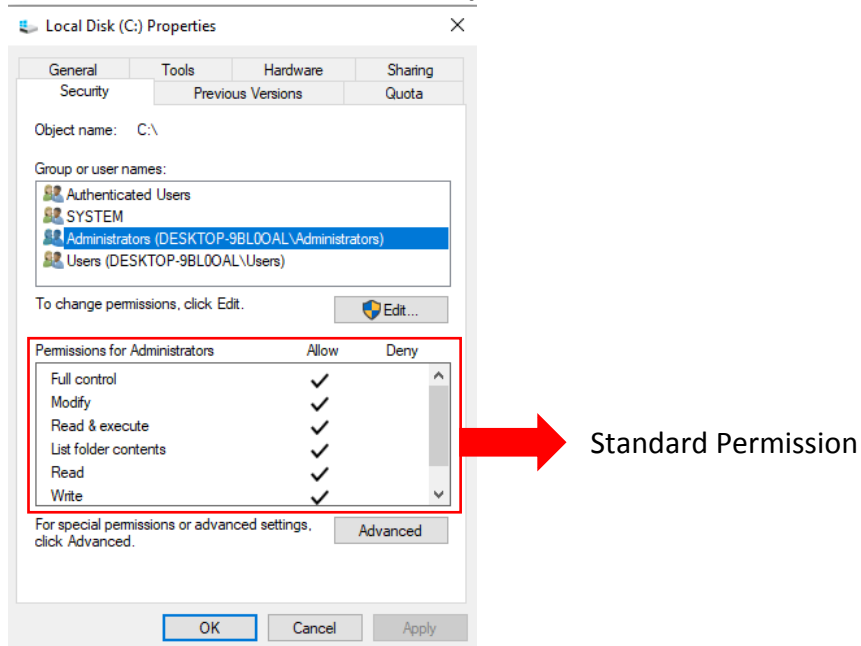 Local Disk (C:) Properties
General Tools Hardware Sharing
Security Previous Versions Quota
Object name: C:\
Group or user names:
Authenticated Users
SYSTEM
Administrators (DESKTOP-9BL0OAL\Administrators)
Users (DESKTOP-9BL0OAL\Users)
To change permissions, click Edit.
Edit...
Permissions for Administrators Allow Deny
Full control
Modify
Read & execute
List folder contents
Read
Write
Standard Permission
For special permissions or advanced settings,
click Advanced.
Advanced
OK Cancel Apply